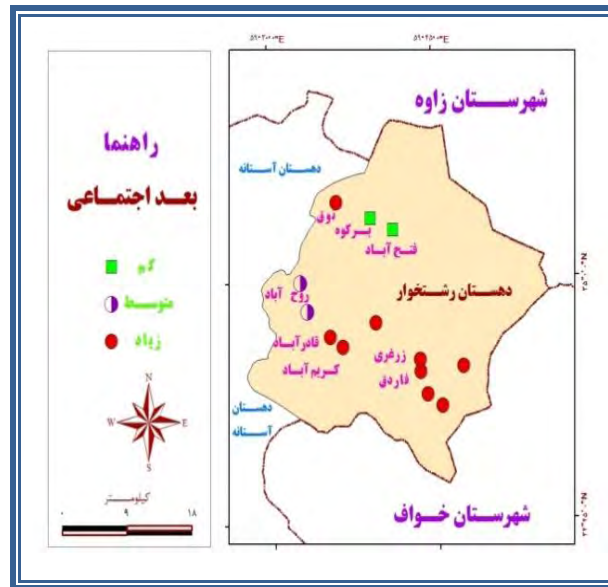 شهرستان زاوه
دهستان آستانه
دوق
برکوه
فتح آباد
دهستان رشتخوار
روح آباد
قادرآباد
کریم آباد
زرغری
فاردق
دهستان
آستانه
شهرستان خواف
راهنما
بعد اجتماعی
کم
متوسط
زیاد
N
W E
S
کیلومتر
۰ ۹ ۱۸